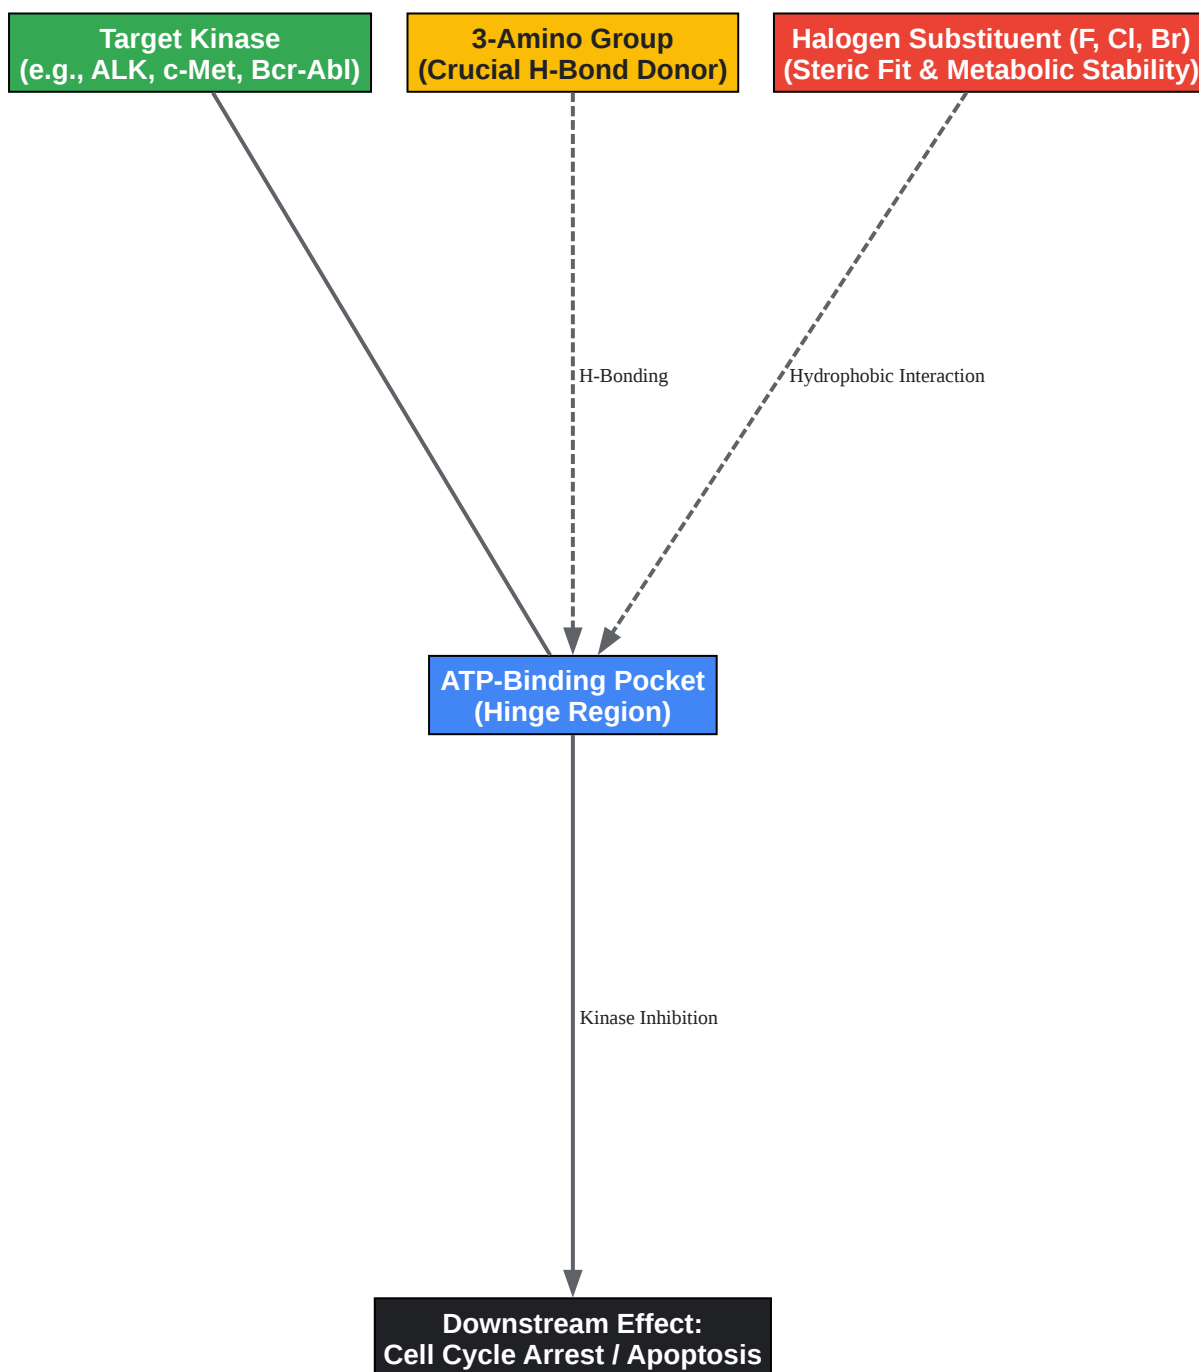 Target Kinase
(e.g., ALK, c-Met, Bcr-Abl)
3-Amino Group
(Crucial H-Bond Donor)
Halogen Substituent (F, Cl, Br)
(Steric Fit & Metabolic Stability)
H-Bonding
Hydrophobic Interaction
ATP-Binding Pocket
(Hinge Region)
Kinase Inhibition
Downstream Effect:
Cell Cycle Arrest / Apoptosis